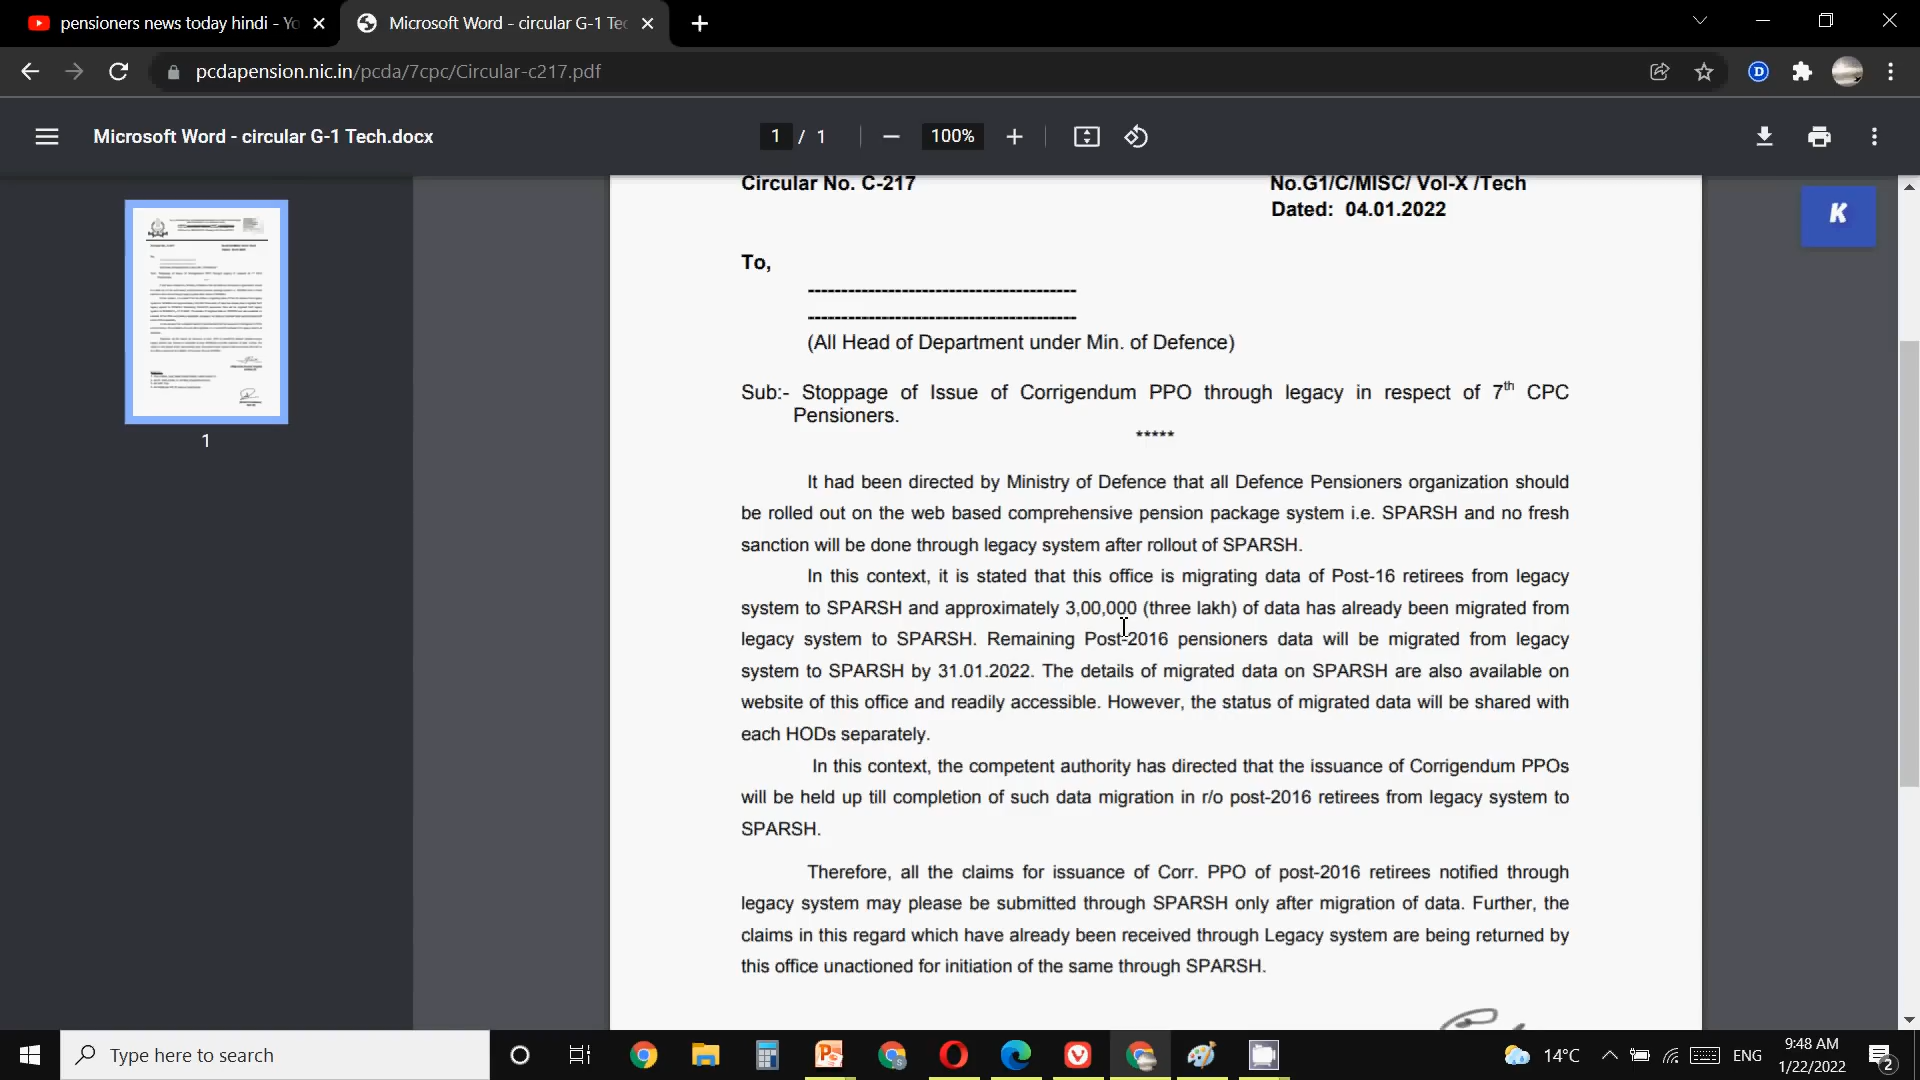 pensioners news today hindi - Yo
Microsoft Word - circular G-1 Tec
pcdapension.nic.in/pcda/7cpc/Circular-c217.pdf
D
Microsoft Word - circular G-1 Tech.docx
1 / 1
100%
K
1
Circular No. C-217
No.G1/C/MISC/ Vol-X /Tech
Dated: 04.01.2022
To,
----------------------------------------
----------------------------------------
(All Head of Department under Min. of Defence)
Sub:- Stoppage of Issue of Corrigendum PPO through legacy in respect of 7th CPC
Pensioners.
*****
It had been directed by Ministry of Defence that all Defence Pensioners organization should
be rolled out on the web based comprehensive pension package system i.e. SPARSH and no fresh
sanction will be done through legacy system after rollout of SPARSH.
In this context, it is stated that this office is migrating data of Post-16 retirees from legacy
system to SPARSH and approximately 3,00,000 (three lakh) of data has already been migrated from
legacy system to SPARSH. Remaining Post-2016 pensioners data will be migrated from legacy
system to SPARSH by 31.01.2022. The details of migrated data on SPARSH are also available on
website of this office and readily accessible. However, the status of migrated data will be shared with
each HODs separately.
In this context, the competent authority has directed that the issuance of Corrigendum PPOs
will be held up till completion of such data migration in r/o post-2016 retirees from legacy system to
SPARSH.
Therefore, all the claims for issuance of Corr. PPO of post-2016 retirees notified through
legacy system may please be submitted through SPARSH only after migration of data. Further, the
claims in this regard which have already been received through Legacy system are being returned by
this office unactioned for initiation of the same through SPARSH.
Type here to search
14°C
ENG
9:48 AM
1/22/2022
2